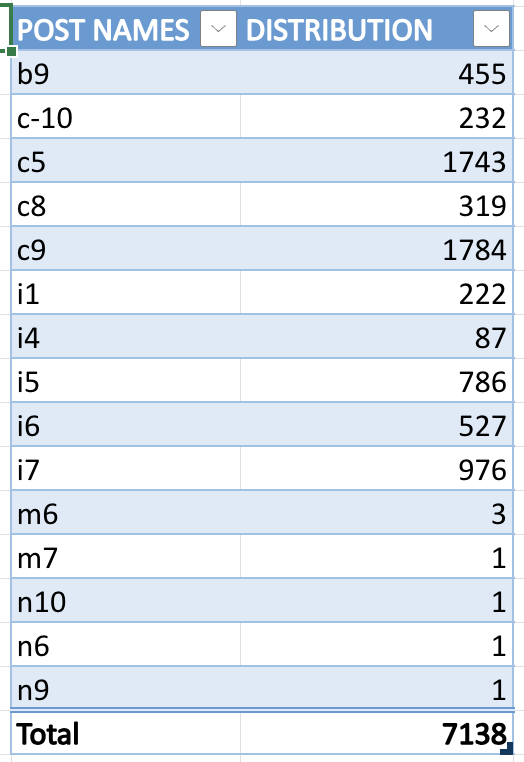 POST NAMES DISTRIBUTION
b9 455
c-10 232
c5 1743
c8 319
c9 1784
i1 222
i4 87
i5 786
i6 527
i7 976
m6 3
m7 1
n10 1
n6 1
n9 1
Total 7138